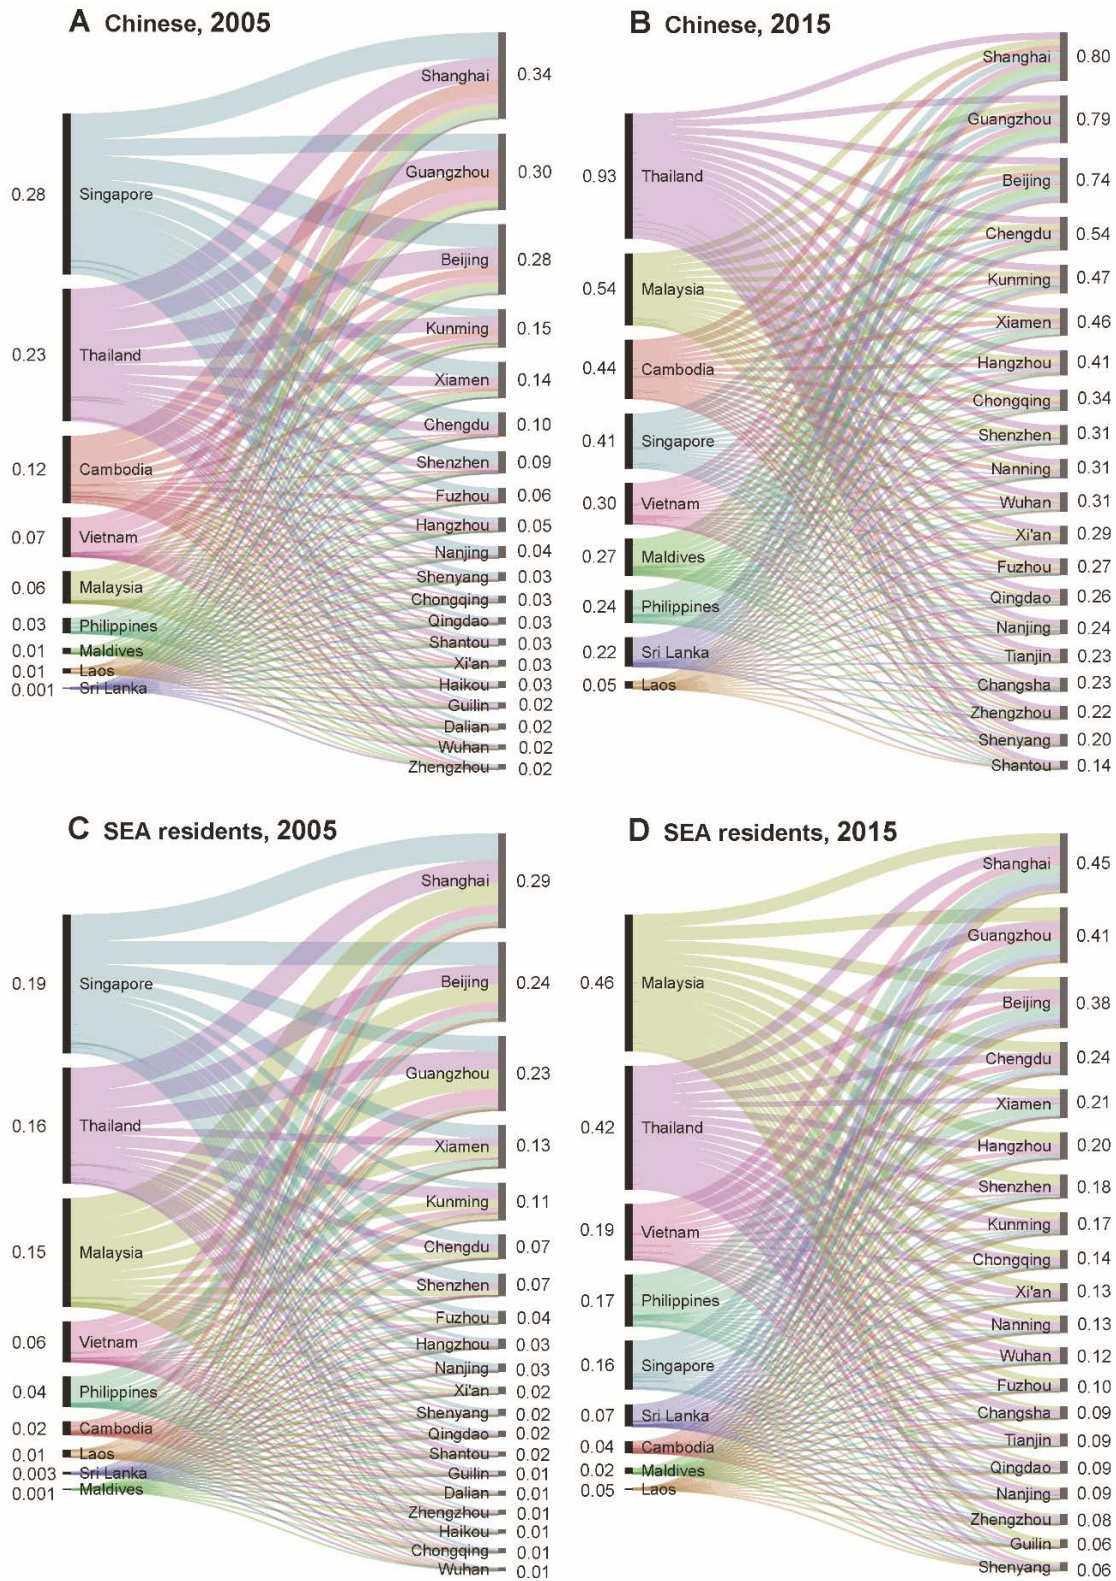 A Chinese, 2005
0.28 Singapore
0.23 Thailand
0.12 Cambodia
0.07 Vietnam
0.06 Malaysia
0.03 Philippines
0.01 Maldives
0.01 Laos
0.001 Sri Lanka
Shanghai 0.34
Guangzhou 0.30
Beijing 0.28
Kunming 0.15
Xiamen 0.14
Chengdu 0.10
Shenzhen 0.09
Fuzhou 0.06
Hangzhou 0.05
Nanjing 0.04
Shenyang 0.03
Chongqing 0.03
Qingdao 0.03
Shantou 0.03
Xi'an 0.03
Haikou 0.03
Guilin 0.02
Dalian 0.02
Wuhan 0.02
Zhengzhou 0.02
B Chinese, 2015
0.93 Thailand
0.54 Malaysia
0.44 Cambodia
0.41 Singapore
0.30 Vietnam
0.27 Maldives
0.24 Philippines
0.22 Sri Lanka
0.05 Laos
Shanghai 0.80
Guangzhou 0.79
Beijing 0.74
Chengdu 0.54
Kunming 0.47
Xiamen 0.46
Hangzhou 0.41
Chongqing 0.34
Shenzhen 0.31
Nanning 0.31
Wuhan 0.31
Xi'an 0.29
Fuzhou 0.27
Qingdao 0.26
Nanjing 0.24
Tianjin 0.23
Changsha 0.23
Zhengzhou 0.22
Shenyang 0.20
Shantou 0.14
C SEA residents, 2005
0.19 Singapore
0.16 Thailand
0.15 Malaysia
0.06 Vietnam
0.04 Philippines
0.02 Cambodia
0.01 Laos
0.003 Sri Lanka
0.001 Maldives
Shanghai 0.29
Beijing 0.24
Guangzhou 0.23
Xiamen 0.13
Kunming 0.11
Chengdu 0.07
Shenzhen 0.07
Fuzhou 0.04
Hangzhou 0.03
Nanjing 0.03
Xi'an 0.02
Shenyang 0.02
Qingdao 0.02
Shantou 0.02
Guilin 0.01
Dalian 0.01
Zhengzhou 0.01
Haikou 0.01
Chongqing 0.01
Wuhan 0.01
D SEA residents, 2015
0.46 Malaysia
0.42 Thailand
0.19 Vietnam
0.17 Philippines
0.16 Singapore
0.07 Sri Lanka
0.04 Cambodia
0.02 Maldives
0.05 Laos
Shanghai 0.45
Guangzhou 0.41
Beijing 0.38
Chengdu 0.24
Xiamen 0.21
Hangzhou 0.20
Shenzhen 0.18
Kunming 0.17
Chongqing 0.14
Xi'an 0.13
Nanning 0.13
Wuhan 0.12
Fuzhou 0.10
Changsha 0.09
Tianjin 0.09
Qingdao 0.09
Nanjing 0.09
Zhengzhou 0.08
Guilin 0.06
Shenyang 0.06